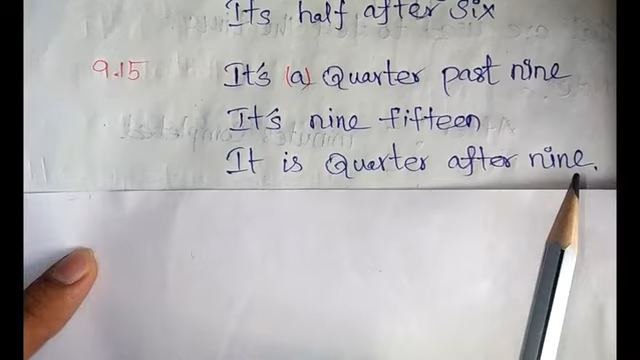 Its half after six
9.15 It's (a) Quarter past nine
It's nine fifteen
It is Quarter after nine.